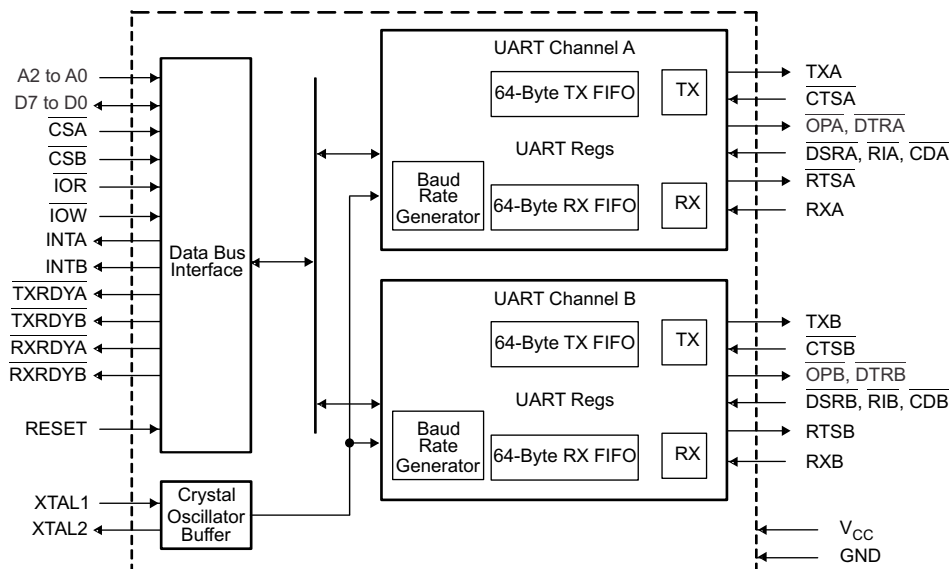 A2 to A0
D7 to D0
CSA
CSB
IOR
IOW
INTA
INTB
TXRDYA
TXRDYB
RXRDYA
RXRDYB
RESET
XTAL1
XTAL2
Data Bus
Interface
Crystal
Oscillator
Buffer
UART Channel A
64-Byte TX FIFO
TX
UART Regs
Baud
Rate
Generator
64-Byte RX FIFO
RX
TXA
CTSA
OPA, DTRA
DSRA, RIA, CDA
RTSA
RXA
UART Channel B
64-Byte TX FIFO
TX
UART Regs
Baud
Rate
Generator
64-Byte RX FIFO
RX
TXB
CTSB
OPB, DTRB
DSRB, RIB, CDB
RTSB
RXB
VCC
GND